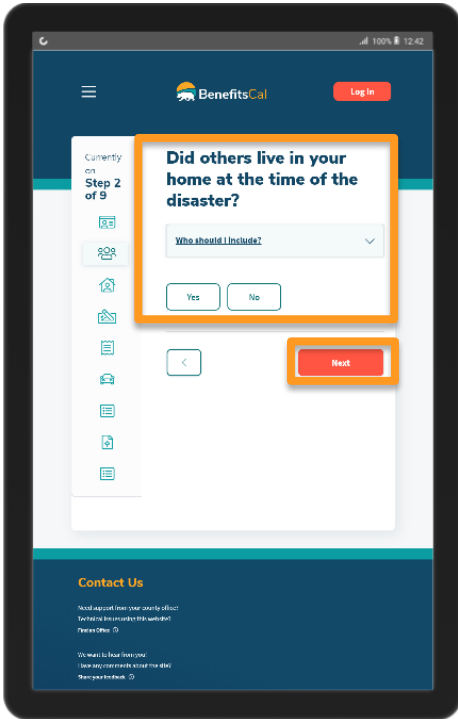 100% 12:42
BenefitsCal
Log In
Currently
on
Step 2
of 9
Did others live in your
home at the time of the
disaster?
Who should I include?
Yes
No
Next
Contact Us
Need support from your county office?
Technical issues using this website?
Find an Office
We want to hear from you!
Have any comments about the site?
Share your feedback